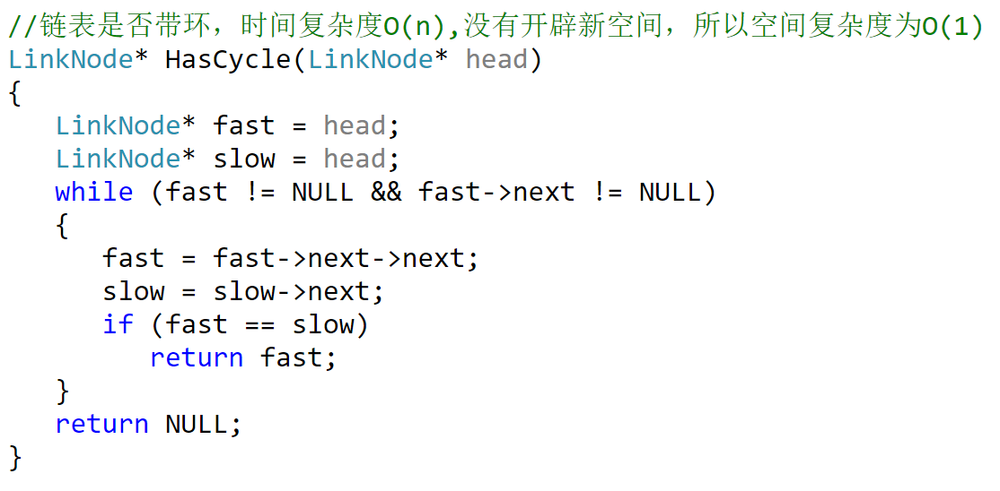 //链表是否带环，时间复杂度O(n),没有开辟新空间，所以空间复杂度为O(1)
LinkNode* HasCycle(LinkNode* head)
{
   LinkNode* fast = head;
   LinkNode* slow = head;
   while (fast != NULL && fast->next != NULL)
   {
      fast = fast->next->next;
      slow = slow->next;
      if (fast == slow)
         return fast;
   }
   return NULL;
}